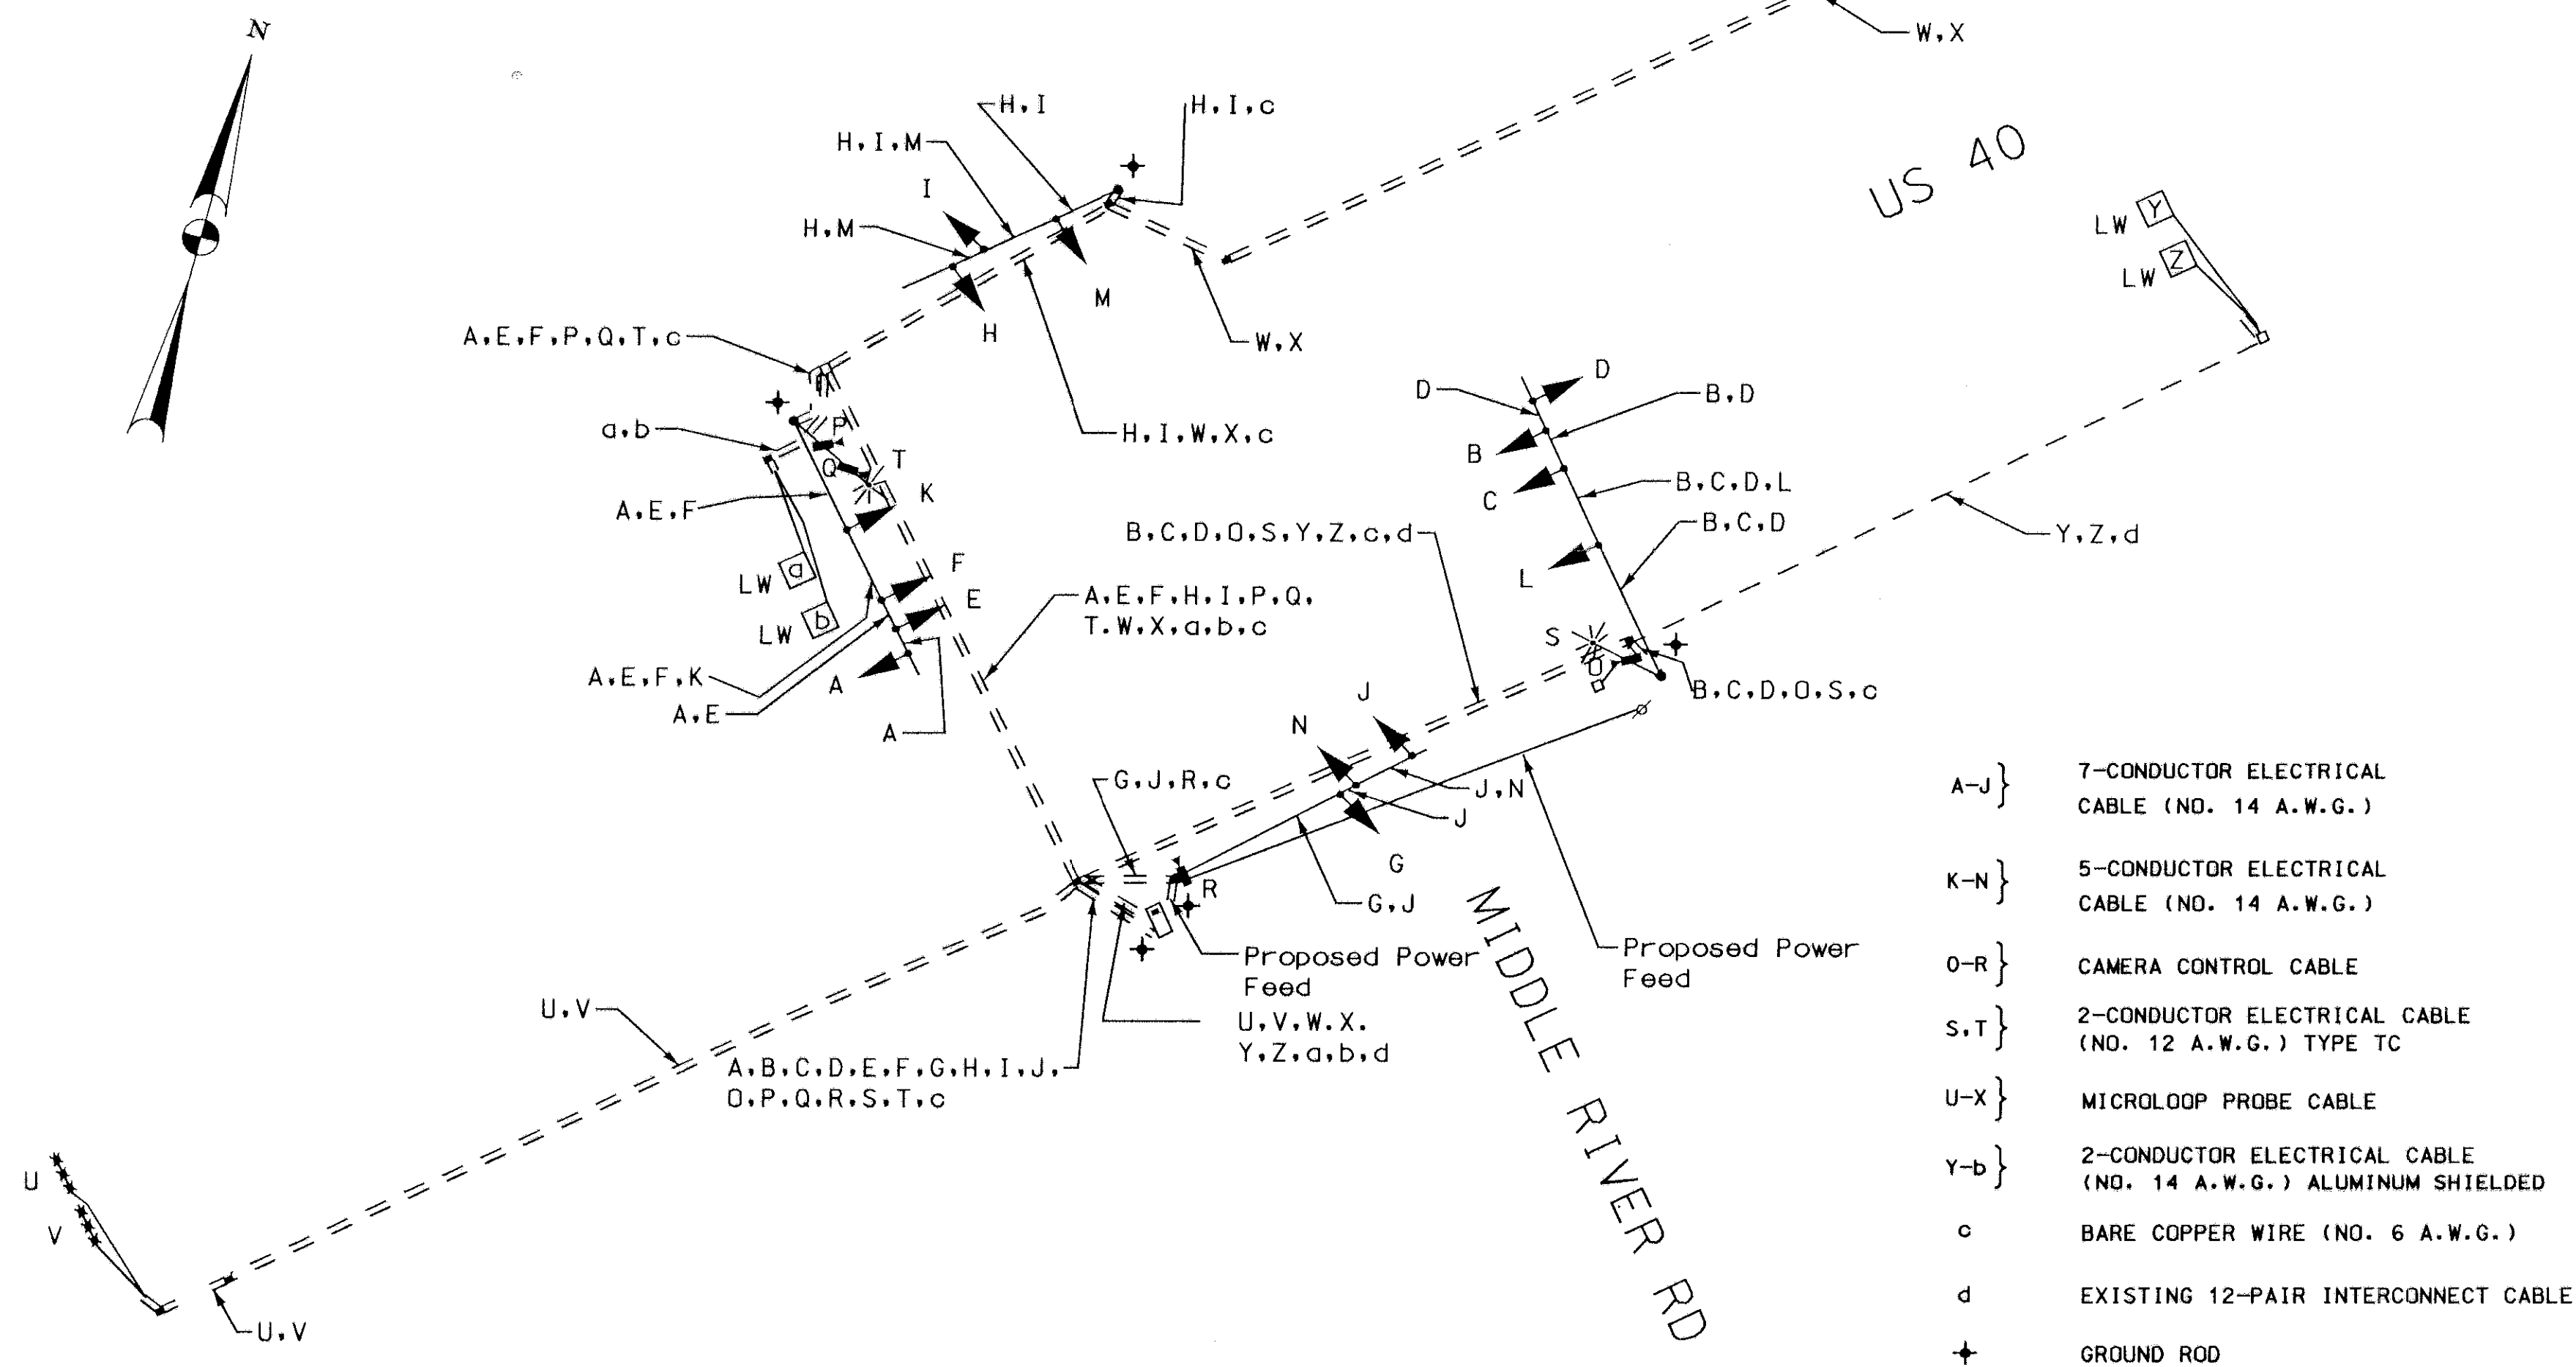 N
W,X
H,I
H,I,c
H,I,M
US 40
I
Y
LW
H,M
Z
LW
M
H
A,E,F,P,Q,T,c
W,X
D
D
B,D
P
a,b
H,I,W,X,c
B
Q
T
K
C
B,C,D,L
A,E,F
B,C,D
B,C,D,O,S,Y,Z,c,d
Y,Z,d
a
F
LW
L
E
A,E,F,H,I,P,Q,
T.W,X,a,b,c
b
LW
S
O
A,E,F,K
A
B,C,D,O,S,c
J
A,E
N
A
G,J,R,c
J,N
J
G
R
G,J
MIDDLE RIVER RD
Proposed Power
Feed
Proposed Power
Feed
U,V
U,V,W.X.
Y,Z,a,b,d
A,B,C,D,E,F,G,H,I,J,
O,P,Q,R,S,T,c
U
V
U,V
A-J} 7-CONDUCTOR ELECTRICAL
CABLE (NO. 14 A.W.G.)
K-N} 5-CONDUCTOR ELECTRICAL
CABLE (NO. 14 A.W.G.)
O-R} CAMERA CONTROL CABLE
S,T} 2-CONDUCTOR ELECTRICAL CABLE
(NO. 12 A.W.G.) TYPE TC
U-X} MICROLOOP PROBE CABLE
Y-b} 2-CONDUCTOR ELECTRICAL CABLE
(NO. 14 A.W.G.) ALUMINUM SHIELDED
c BARE COPPER WIRE (NO. 6 A.W.G.)
d EXISTING 12-PAIR INTERCONNECT CABLE
GROUND ROD